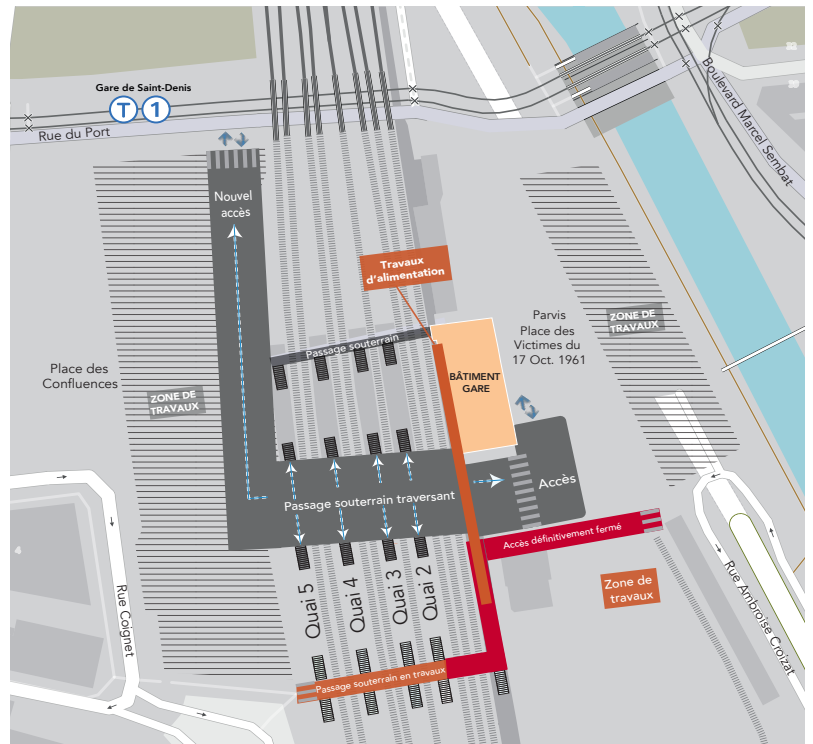 Gare de Saint-Denis
T 1
Rue du Port
Boulevard Marcel Sembat
32
Nouvel
accès
Travaux
d'alimentation
Parvis
Place des
Victimes du
17 Oct. 1961
ZONE DE
TRAVAUX
Passage souterrain
BÂTIMENT
GARE
Place des
Confluences
ZONE DE
TRAVAUX
Passage souterrain traversant
Accès
Accès définitivement fermé
4
Rue Coignet
Quai 5
Quai 4
Quai 3
Quai 2
Zone de
travaux
Rue Ambroise Croizat
Passage souterrain en travaux